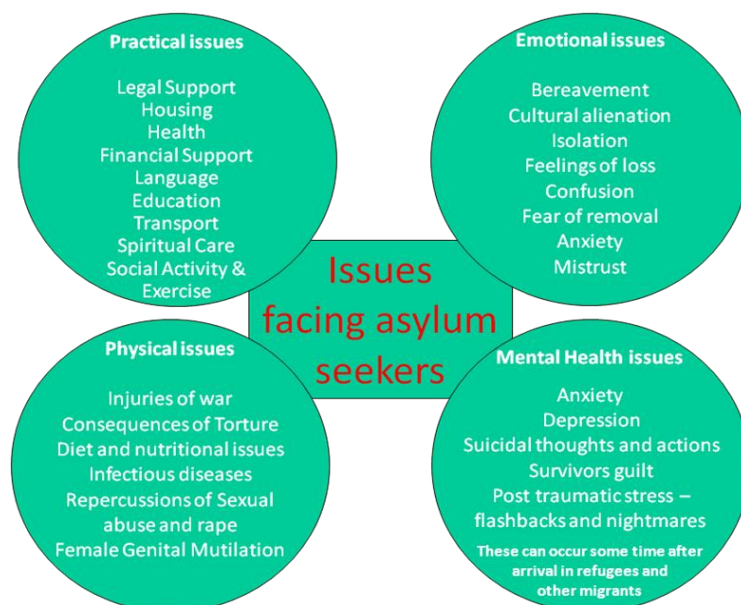 Practical issues
Legal Support
Housing
Health
Financial Support
Language
Education
Transport
Spiritual Care
Social Activity &
Exercise
Emotional issues
Bereavement
Cultural alienation
Isolation
Feelings of loss
Confusion
Fear of removal
Anxiety
Mistrust
Issues
facing asylum
seekers
Physical issues
Injuries of war
Consequences of Torture
Diet and nutritional issues
Infectious diseases
Repercussions of Sexual
abuse and rape
Female Genital Mutilation
Mental Health issues
Anxiety
Depression
Suicidal thoughts and actions
Survivors guilt
Post traumatic stress –
flashbacks and nightmares
These can occur some time after
arrival in refugees and
other migrants